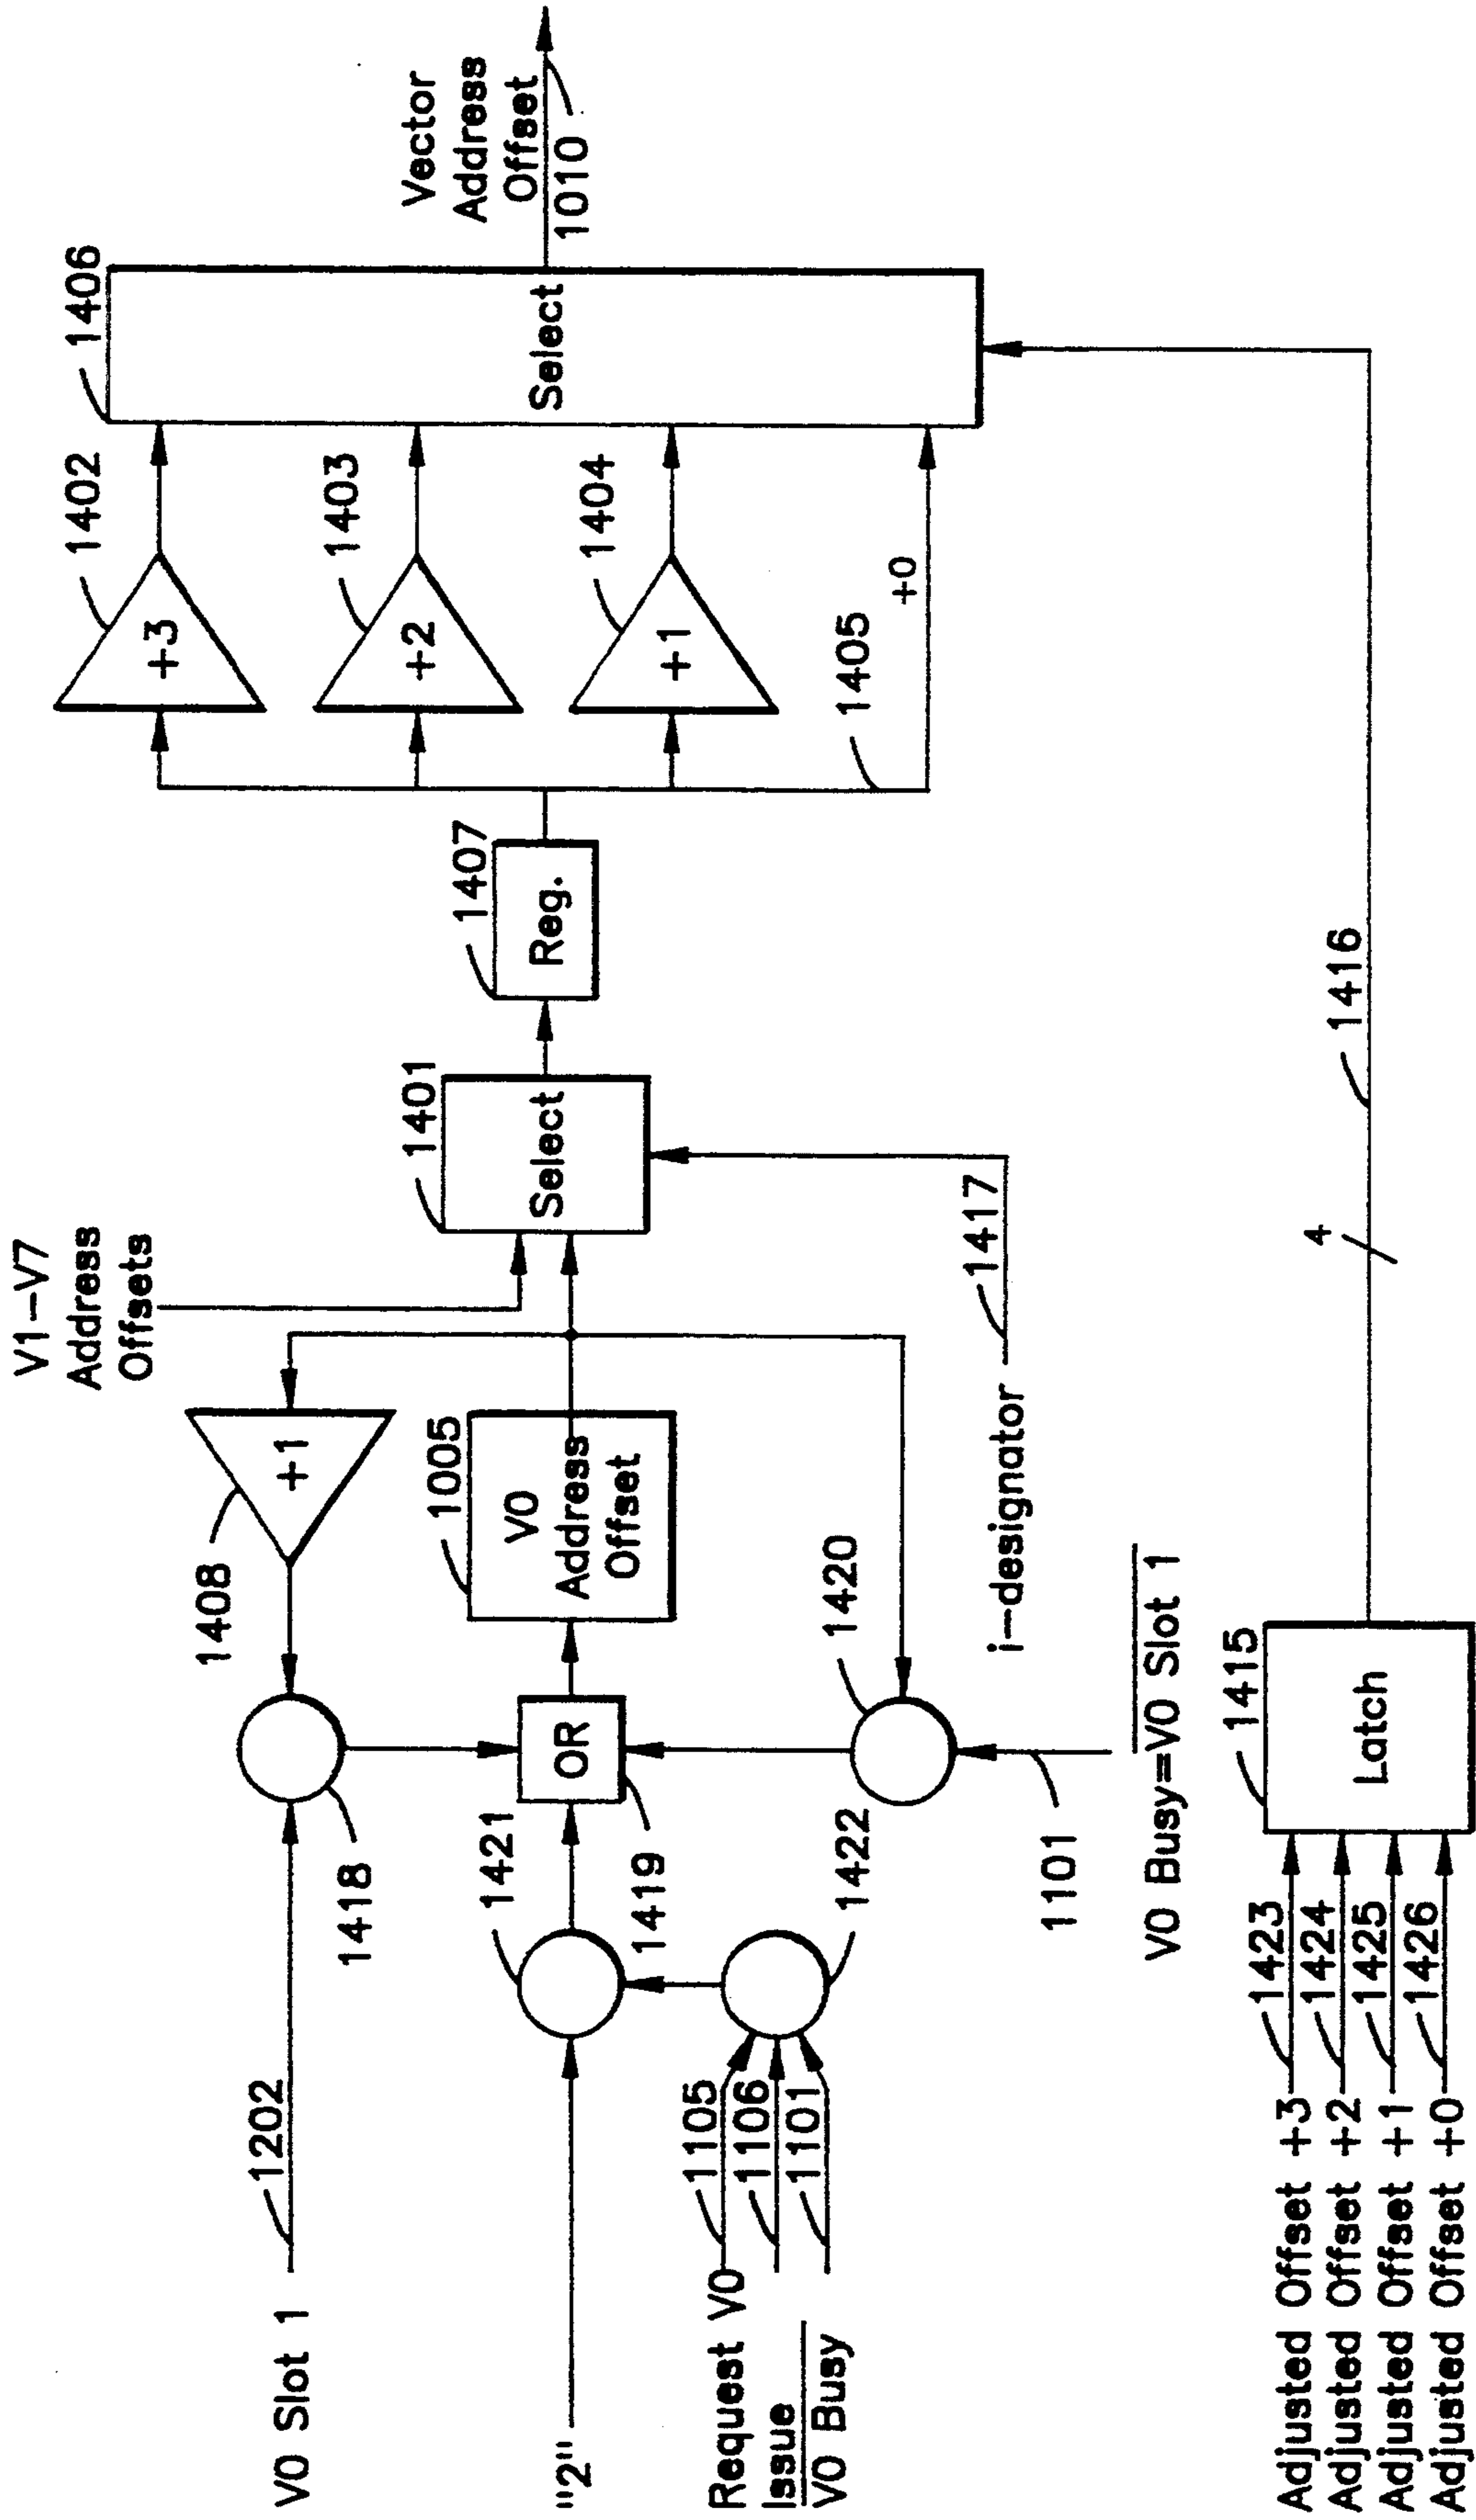 V0 Slot 1
1202
1418
1408
+1
V1-V7
Address
Offsets
"2"
1421
OR
1419
1005
V0
Address
Offset
1401
Select
1407
Reg.
1402
+3
1403
+2
1404
+1
1405
+0
1406
Select
Vector
Address
Offset
1010
Request V0
1105
Issue
1106
V0 Busy
1101
1422
1420
1101
V0 Busy=V0 Slot 1
i-designator
1417
Adjusted Offset +3
1423
Adjusted Offset +2
1424
Adjusted Offset +1
1425
Adjusted Offset +0
1426
1415
Latch
4
1416